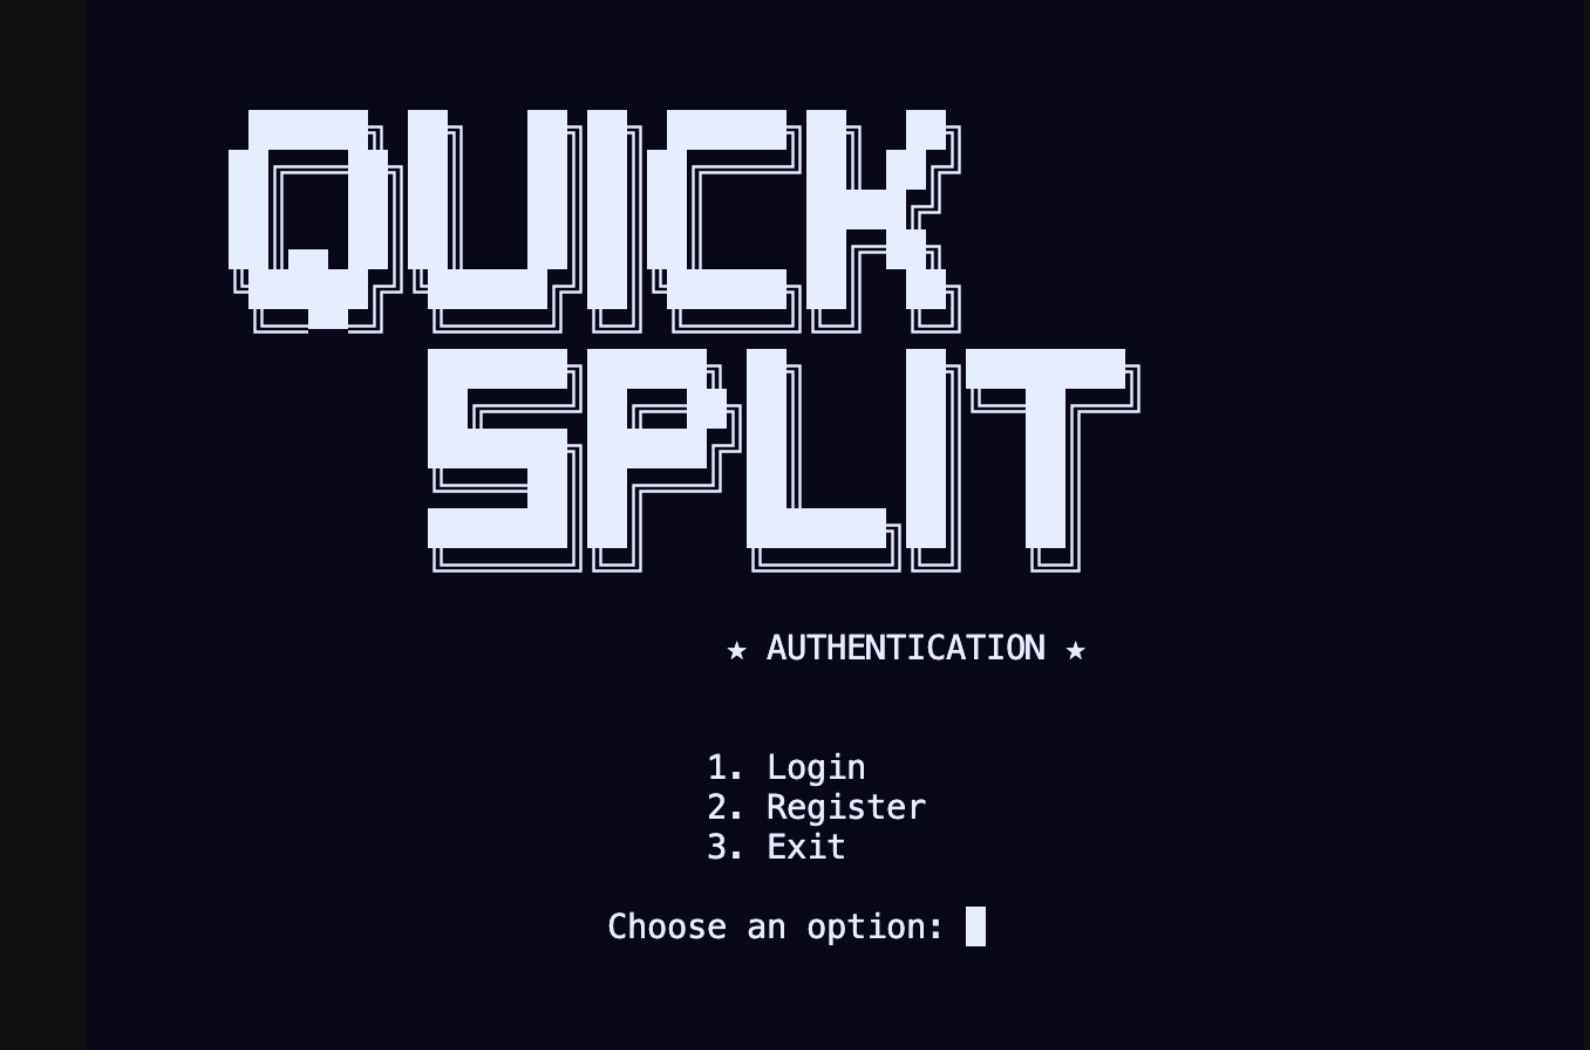 QUICK
SPLIT
★ AUTHENTICATION ★
1. Login
2. Register
3. Exit
Choose an option: